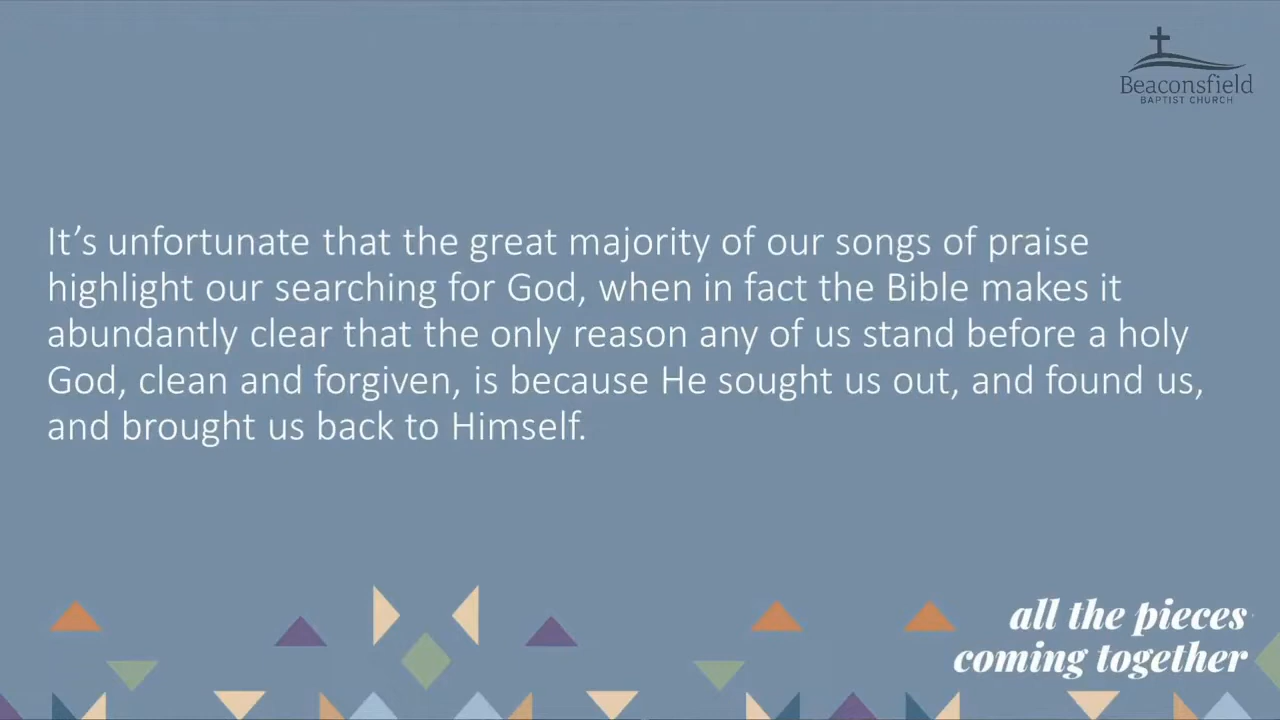 Beaconsfield
BAPTIST CHURCH
It’s unfortunate that the great majority of our songs of praise
highlight our searching for God, when in fact the Bible makes it
abundantly clear that the only reason any of us stand before a holy
God, clean and forgiven, is because He sought us out, and found us,
and brought us back to Himself.
all the pieces
coming together